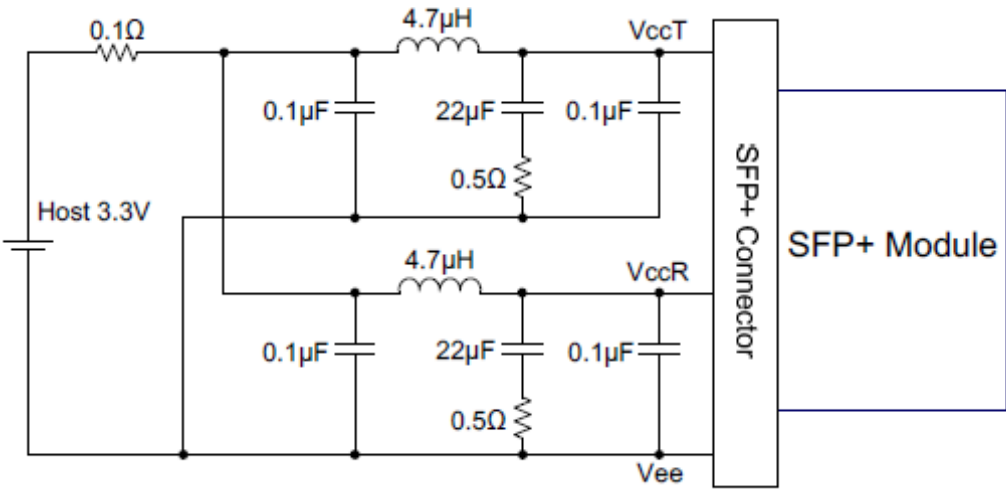 0.1Ω
4.7µH
VccT
0.1µF
22µF
0.1µF
0.5Ω
Host 3.3V
SFP+ Connector
SFP+ Module
4.7µH
VccR
0.1µF
22µF
0.1µF
0.5Ω
Vee